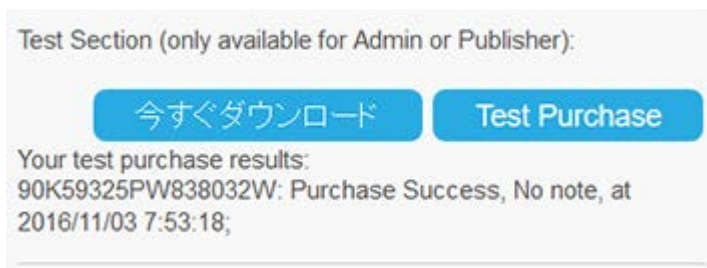 Test Section (only available for Admin or Publisher):
今すぐダウンロード Test Purchase
Your test purchase results:
90K59325PW838032W: Purchase Success, No note, at
2016/11/03 7:53:18;